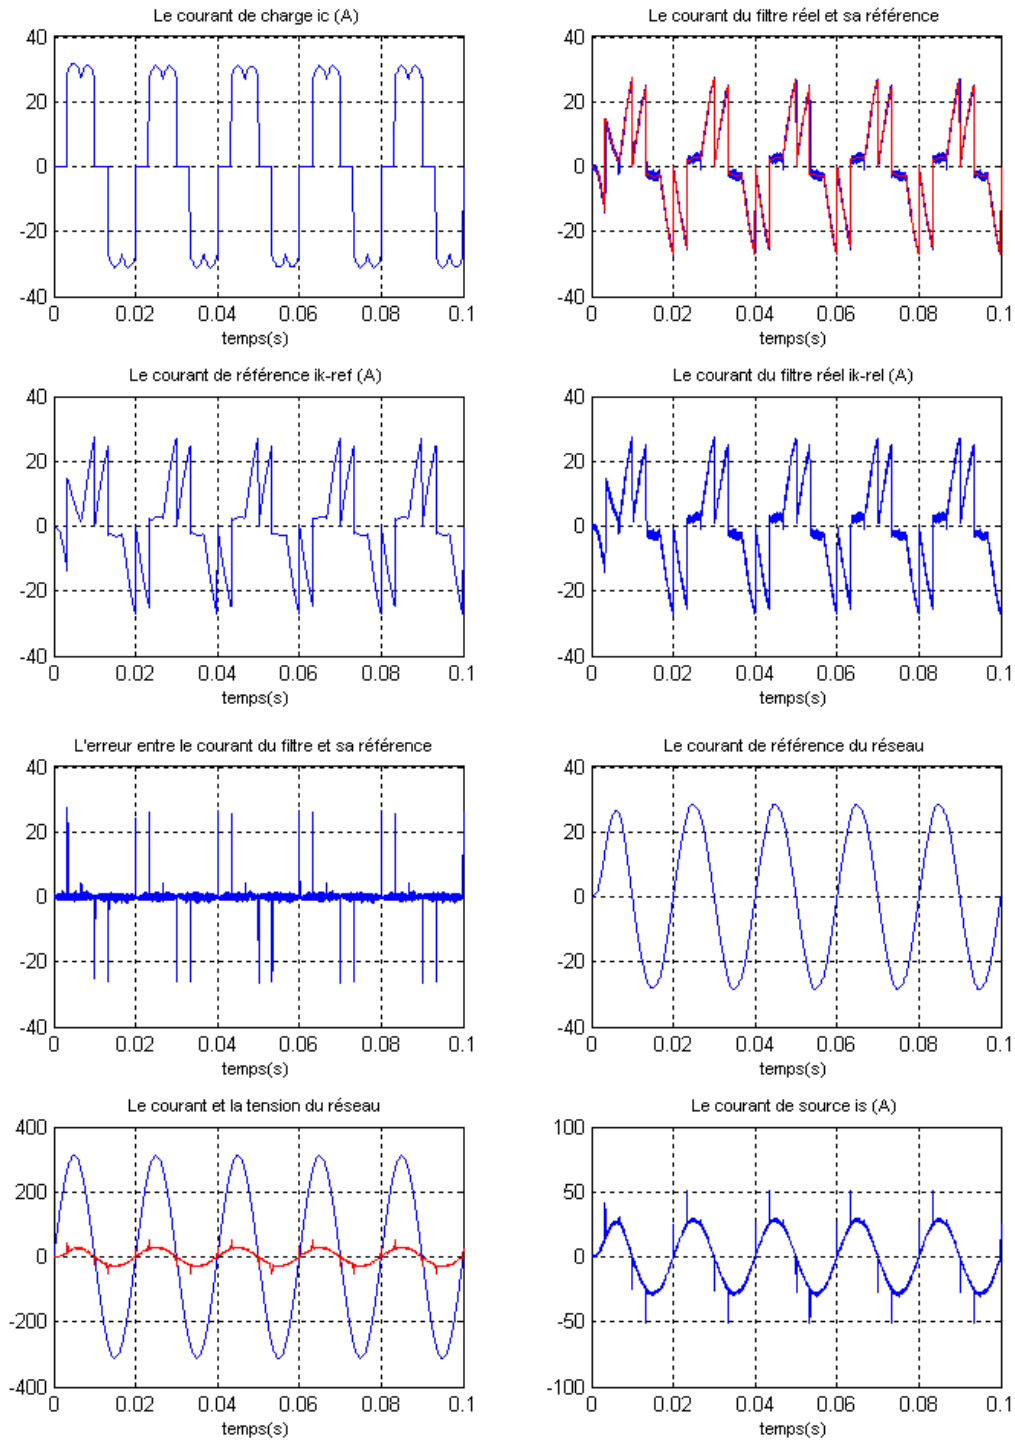 Le courant de charge ic (A)
40
20
0
-20
-40
0 0.02 0.04 0.06 0.08 0.1
temps(s)
Le courant du filtre réel et sa référence
40
20
0
-20
-40
0 0.02 0.04 0.06 0.08 0.1
temps(s)
Le courant de référence ik-ref (A)
40
20
0
-20
-40
0 0.02 0.04 0.06 0.08 0.1
temps(s)
Le courant du filtre réel ik-rel (A)
40
20
0
-20
-40
0 0.02 0.04 0.06 0.08 0.1
temps(s)
L'erreur entre le courant du filtre et sa référence
40
20
0
-20
-40
0 0.02 0.04 0.06 0.08 0.1
temps(s)
Le courant de référence du réseau
40
20
0
-20
-40
0 0.02 0.04 0.06 0.08 0.1
temps(s)
Le courant et la tension du réseau
400
200
0
-200
-400
0 0.02 0.04 0.06 0.08 0.1
temps(s)
Le courant de source is (A)
100
50
0
-50
-100
0 0.02 0.04 0.06 0.08 0.1
temps(s)